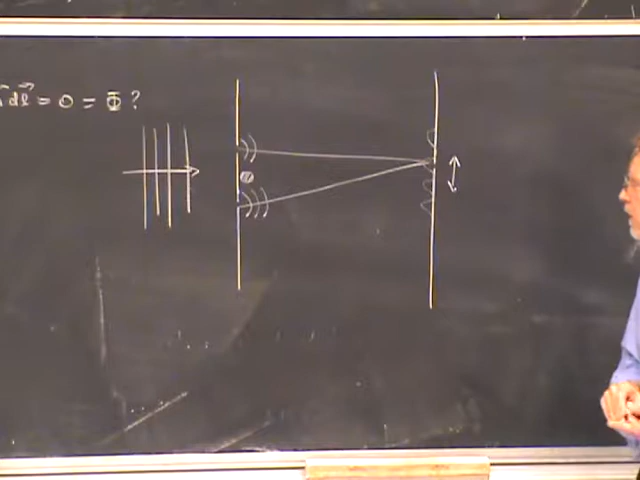 dℓ⃗ = 0 = Φ ?